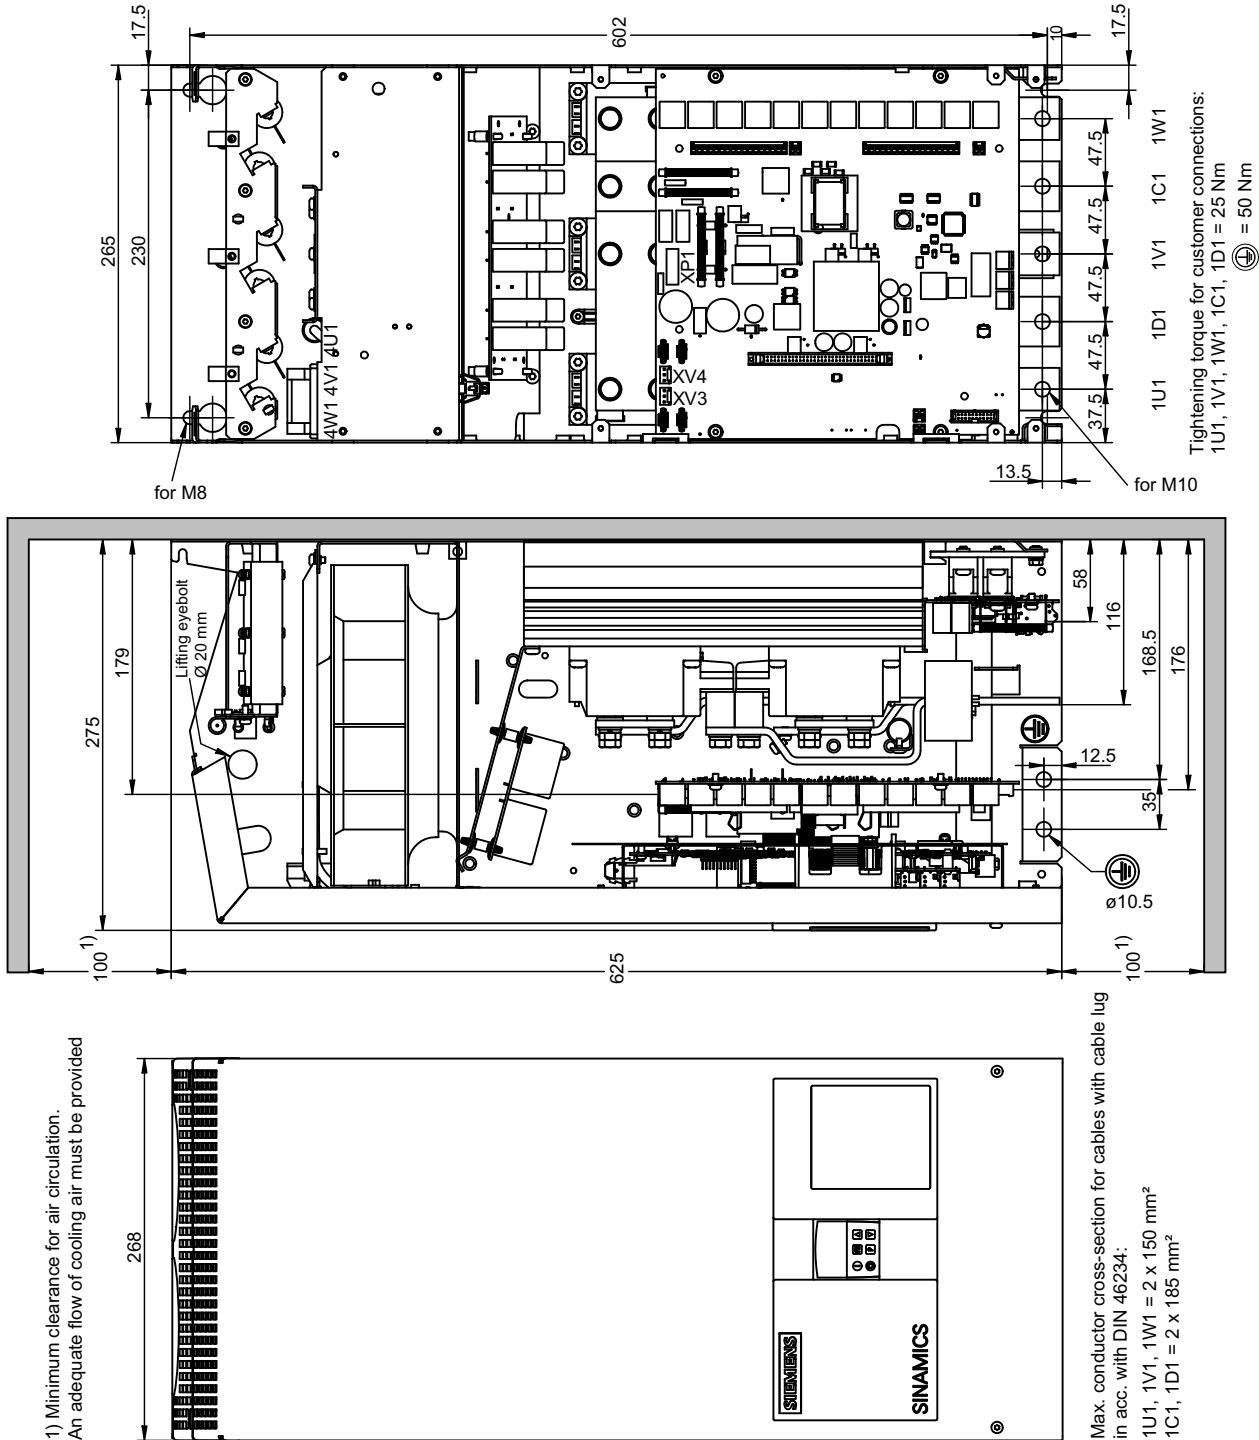 17.5
602
10
17.5
265
230
4W1 4V1 4U1
XP1
XV4
XV3
37.5
47.5
47.5
47.5
47.5
1U1
1D1
1V1
1C1
1W1
Tightening torque for customer connections:
1U1, 1V1, 1W1, 1C1, 1D1 = 25 Nm
= 50 Nm
13.5
for M8
for M10
275
179
Lifting eyebolt
Ø 20 mm
58
116
168.5
176
12.5
35
ø10.5
100 1)
625
100 1)
1) Minimum clearance for air circulation.
An adequate flow of cooling air must be provided
268
SIEMENS
SINAMICS
Max. conductor cross-section for cables with cable lug
in acc. with DIN 46234:
1U1, 1V1, 1W1 = 2 x 150 mm²
1C1, 1D1 = 2 x 185 mm²